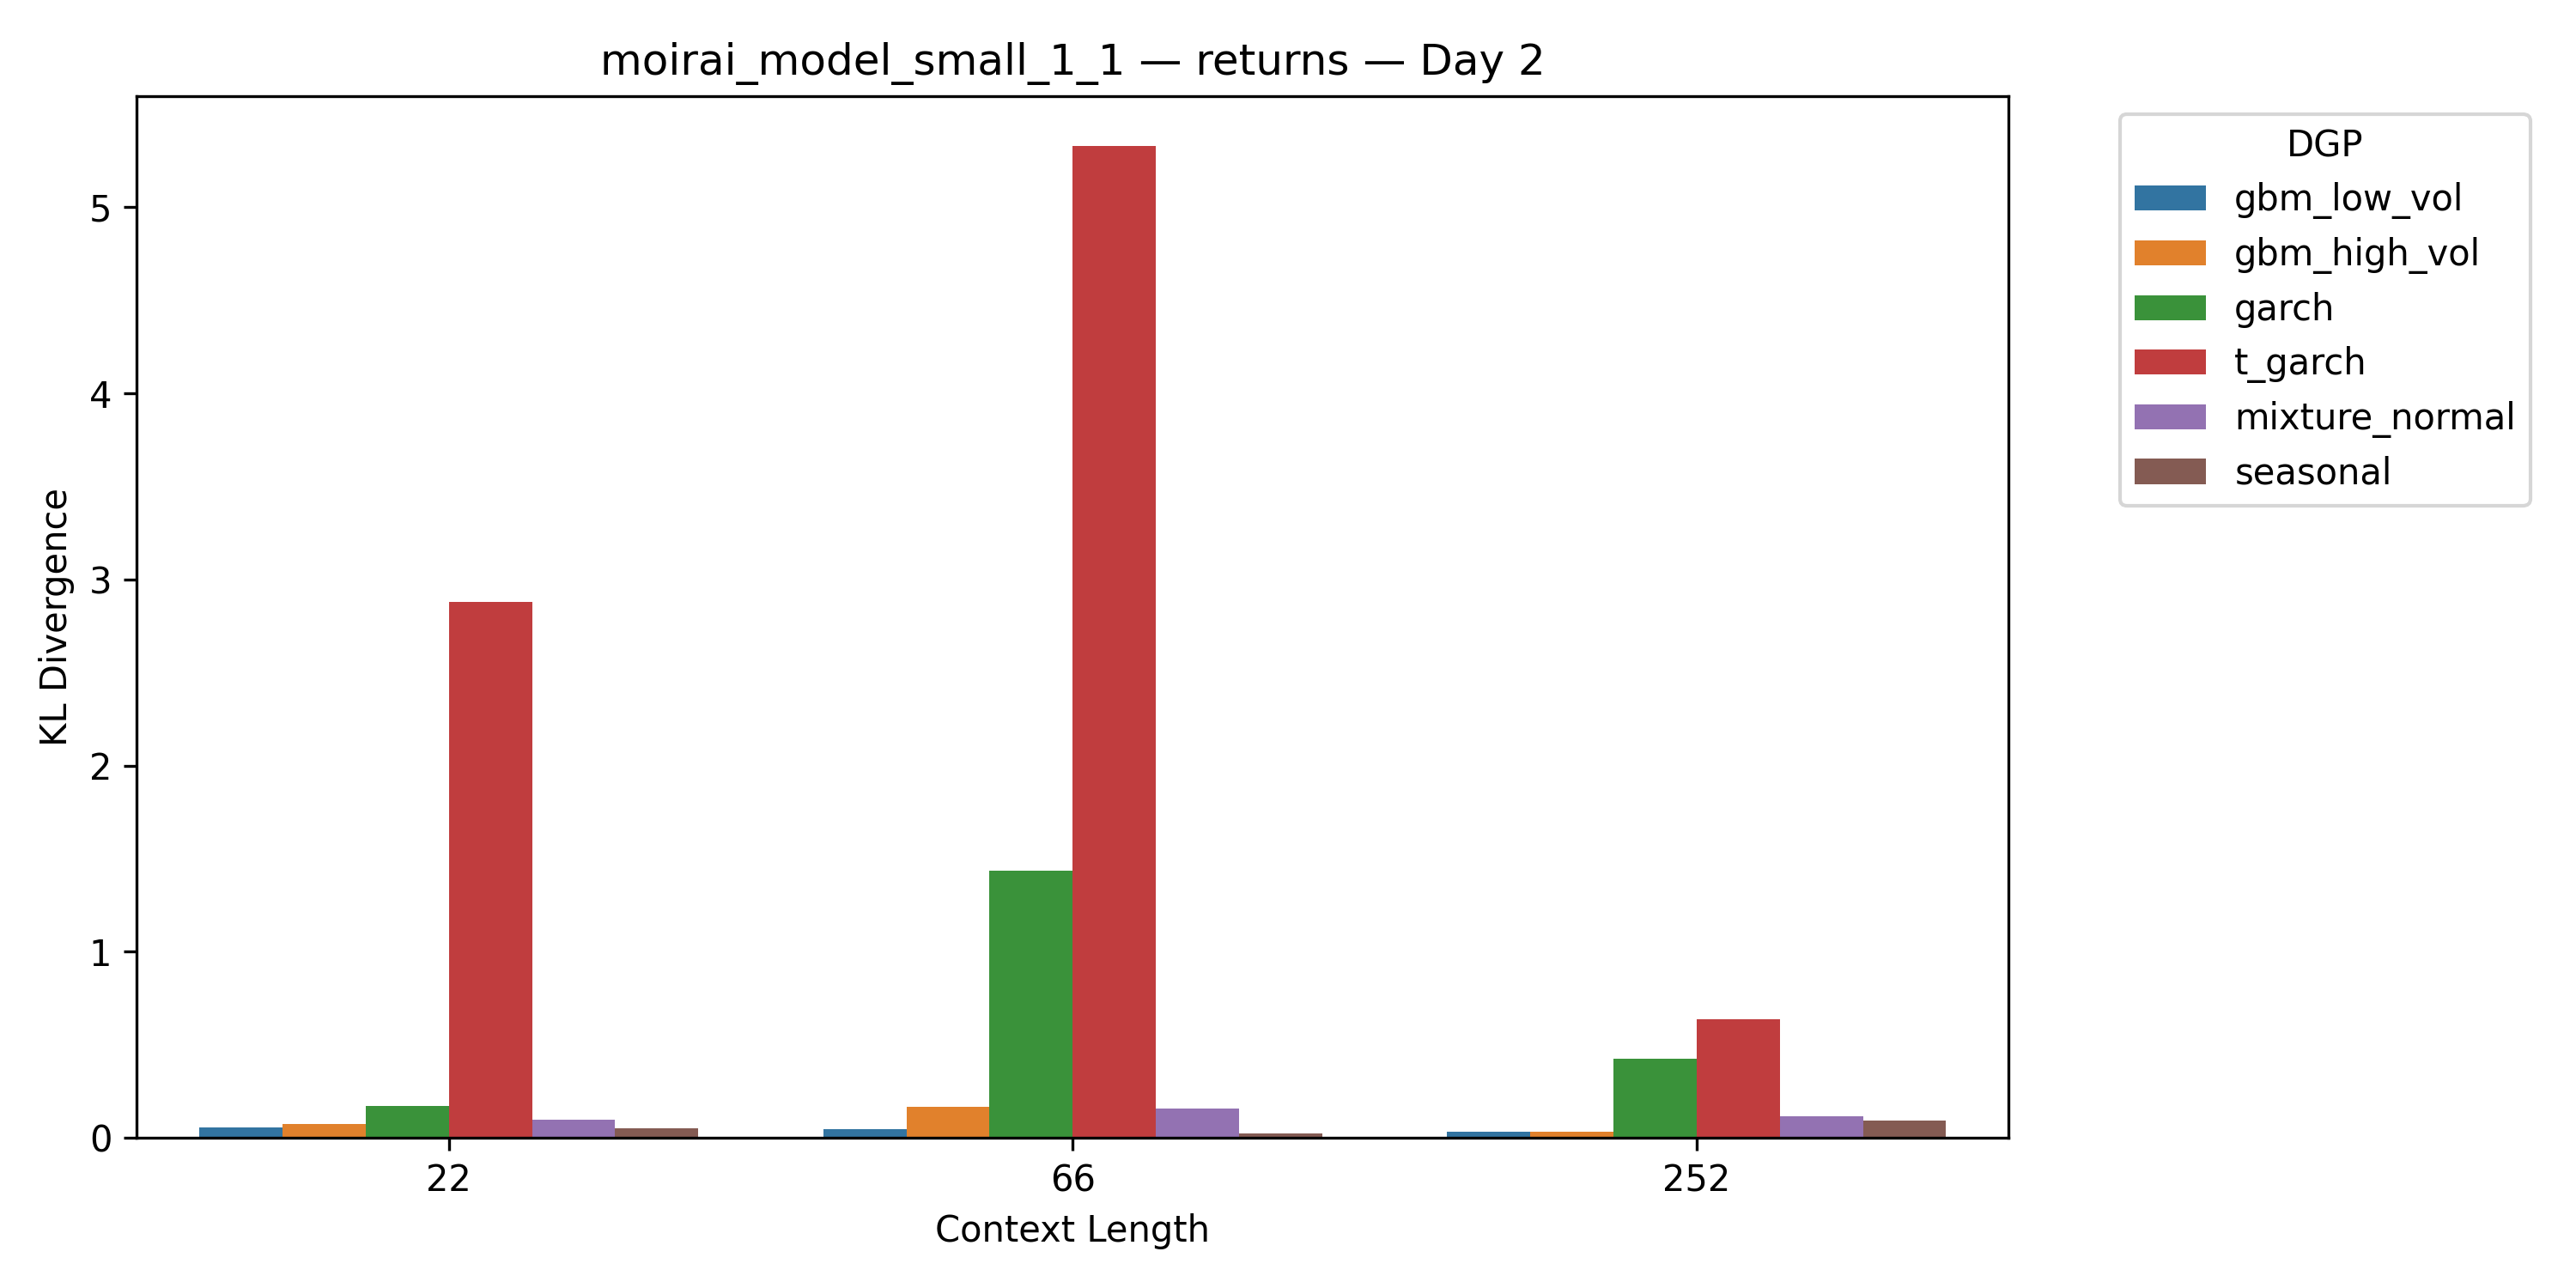 moirai_model_small_1_1 — returns — Day 2
KL Divergence
5
4
3
2
1
0
22
66
252
Context Length
DGP
gbm_low_vol
gbm_high_vol
garch
t_garch
mixture_normal
seasonal